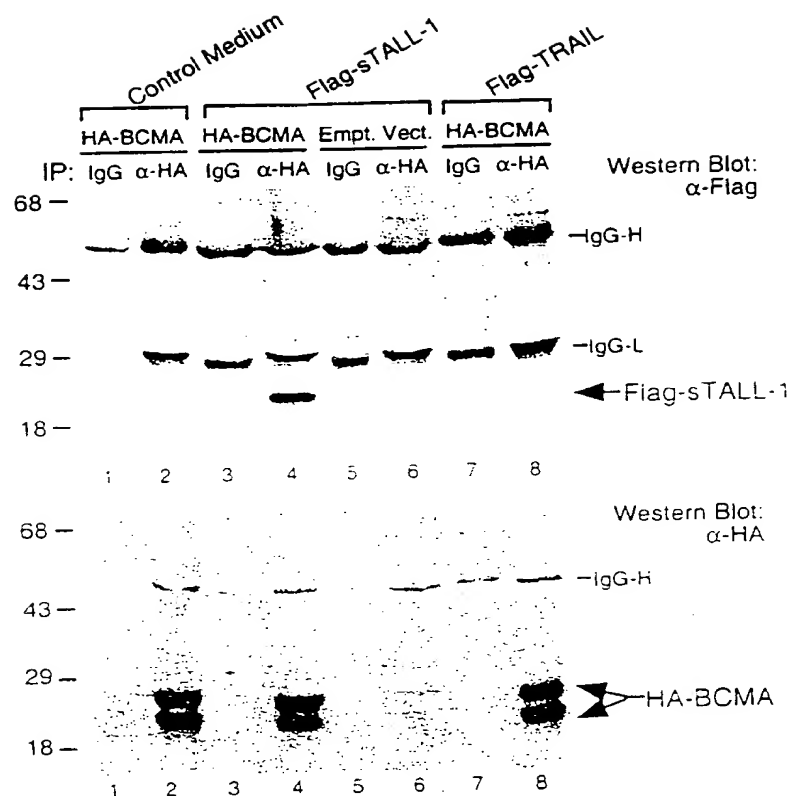 Control Medium
Flag-sTALL-1
Flag-TRAIL
HA-BCMA HA-BCMA Empt. Vect. HA-BCMA
IP: IgG α-HA IgG α-HA IgG α-HA IgG α-HA
Western Blot:
α-Flag
68
IgG-H
43
29
IgG-L
Flag-sTALL-1
18
1 2 3 4 5 6 7 8
Western Blot:
α-HA
68
IgG-H
43
29
HA-BCMA
18
1 2 3 4 5 6 7 8